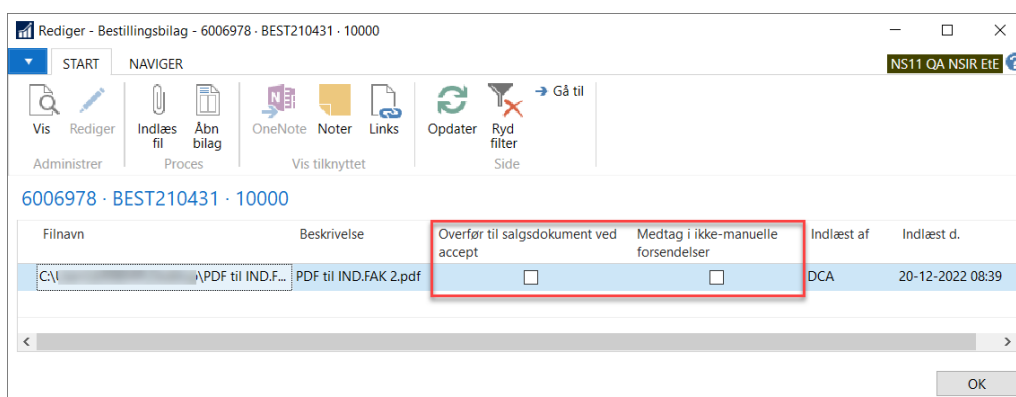 Rediger - Bestillingsbilag - 6006978 · BEST210431 · 10000
START NAVIGER
NS11 QA NSIR EtE
Gå til
Vis Rediger Indlæs fil Åbn bilag OneNote Noter Links Opdater Ryd filter
Administrer Proces Vis tilknyttet Side
6006978 · BEST210431 · 10000
Filnavn Beskrivelse Overfør til salgsdokument ved accept Medtag i ikke-manuelle forsendelser Indlæst af Indlæst d.
C:\ \PDF til IND.F... PDF til IND.FAK 2.pdf DCA 20-12-2022 08:39
OK